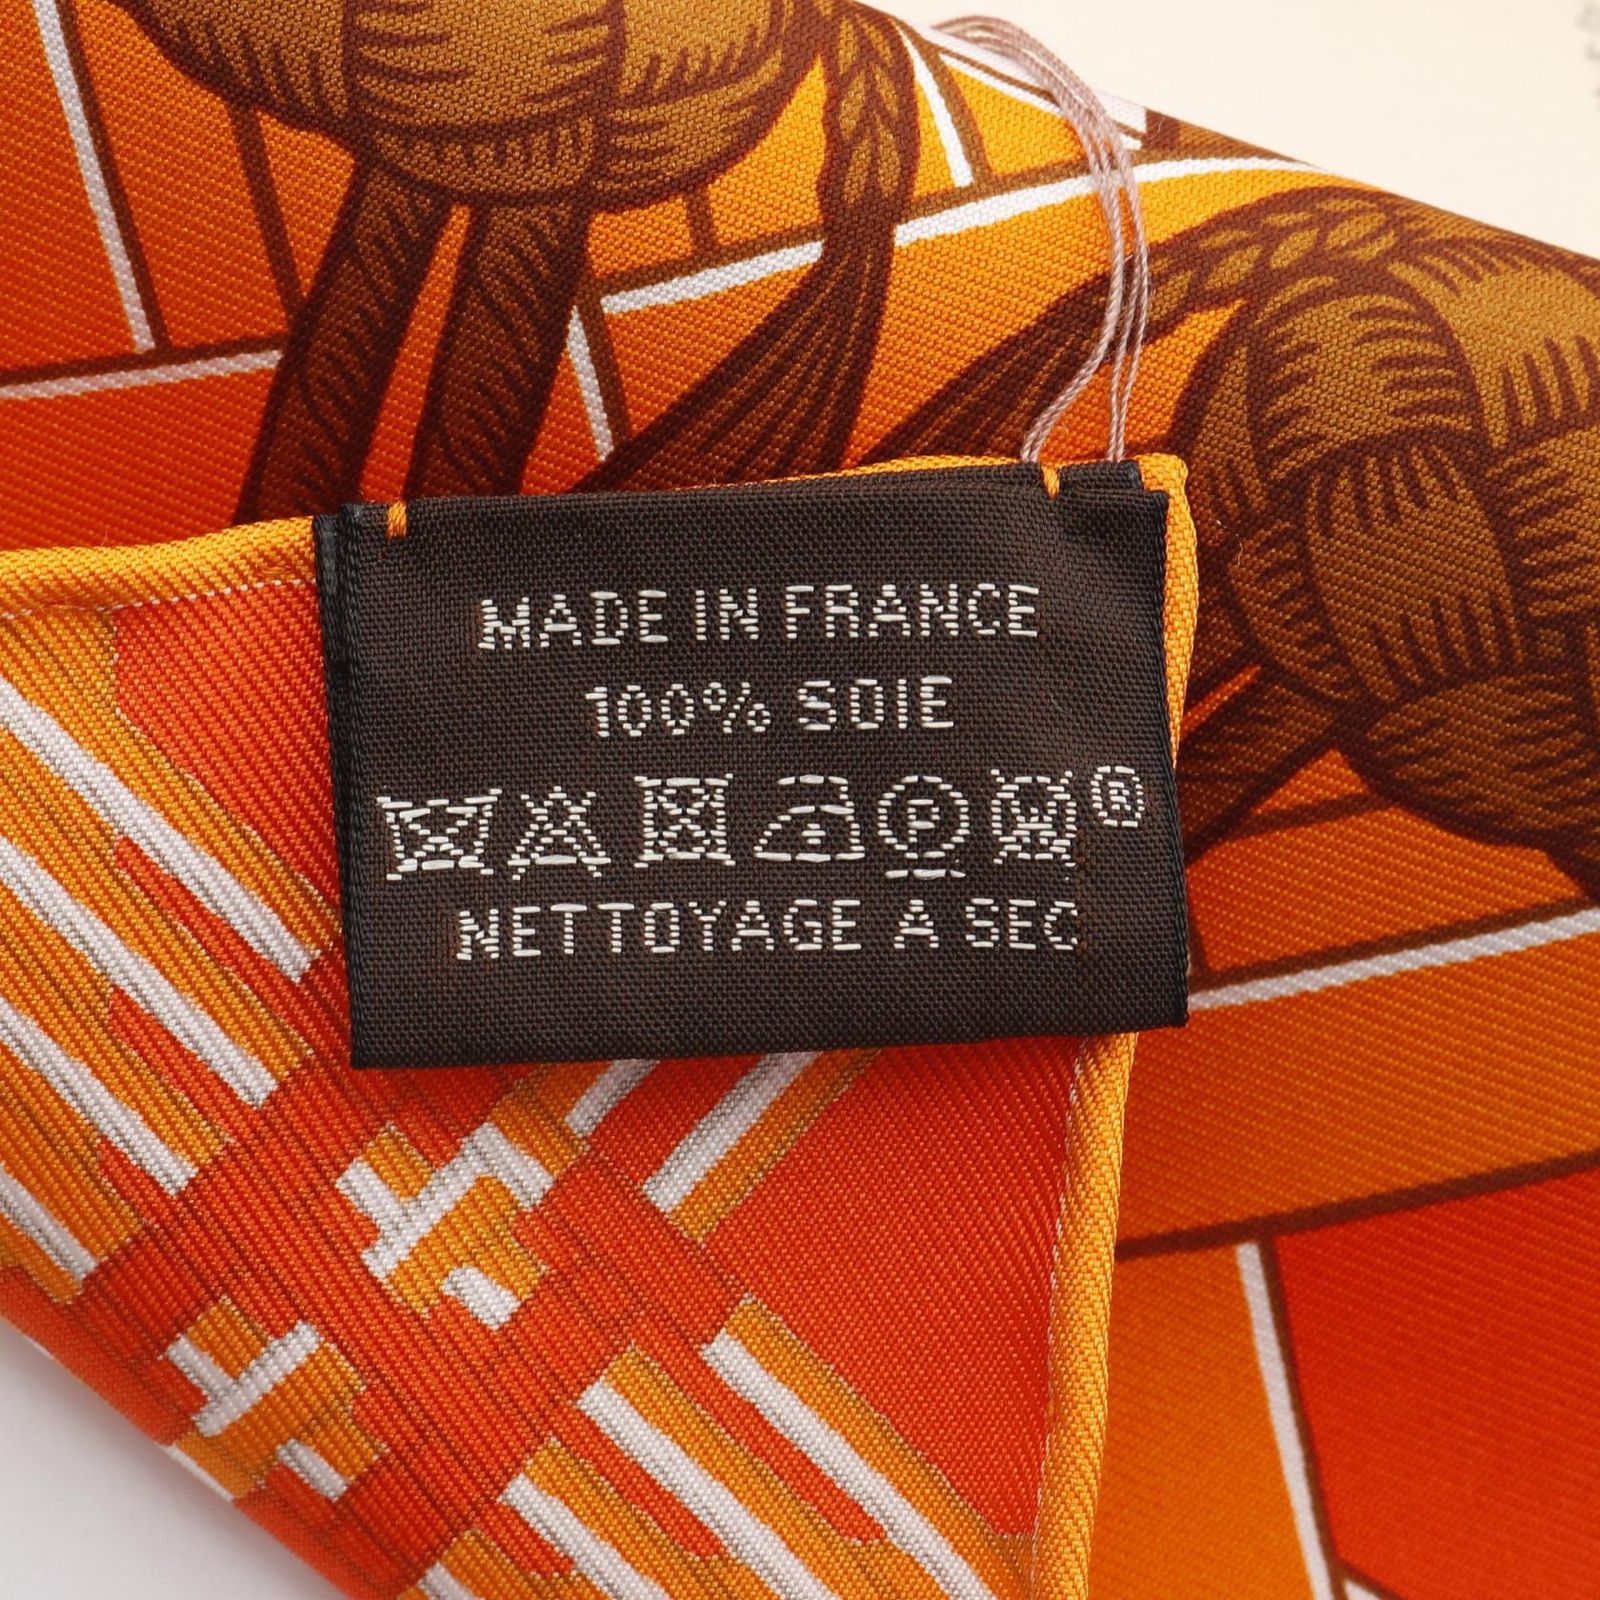 MADE IN FRANCE
100% SOIE
P W ®
NETTOYAGE A SEC